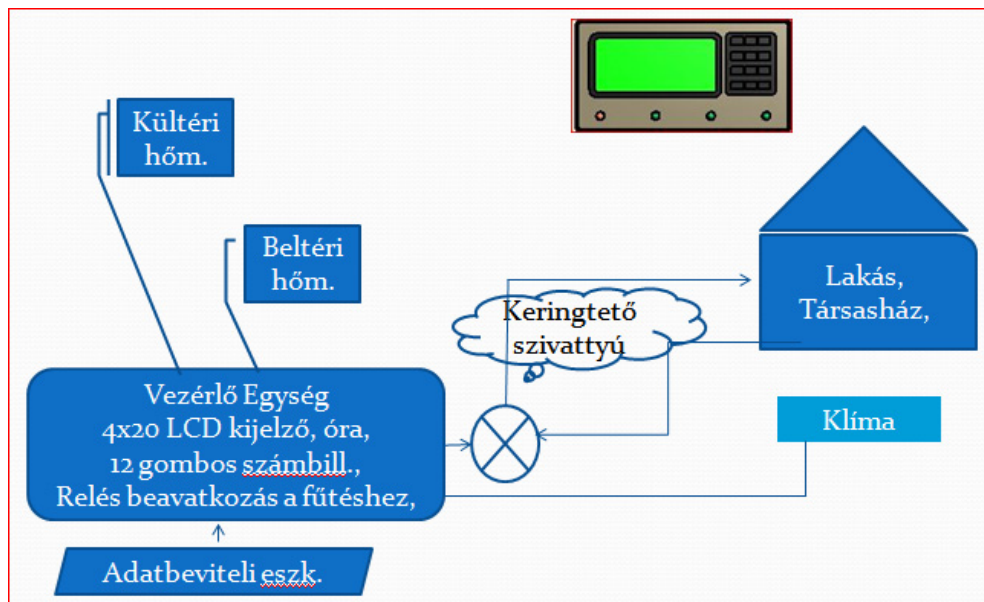 Kültéri
hőm.
Beltéri
hőm.
Keringtető
szivattyú
Lakás,
Társasház,
Vezérlő Egység
4x20 LCD kijelző, óra,
12 gombos számbill.,
Relés beavatkozás a fűtéshez,
Klíma
Adatbeviteli eszk.